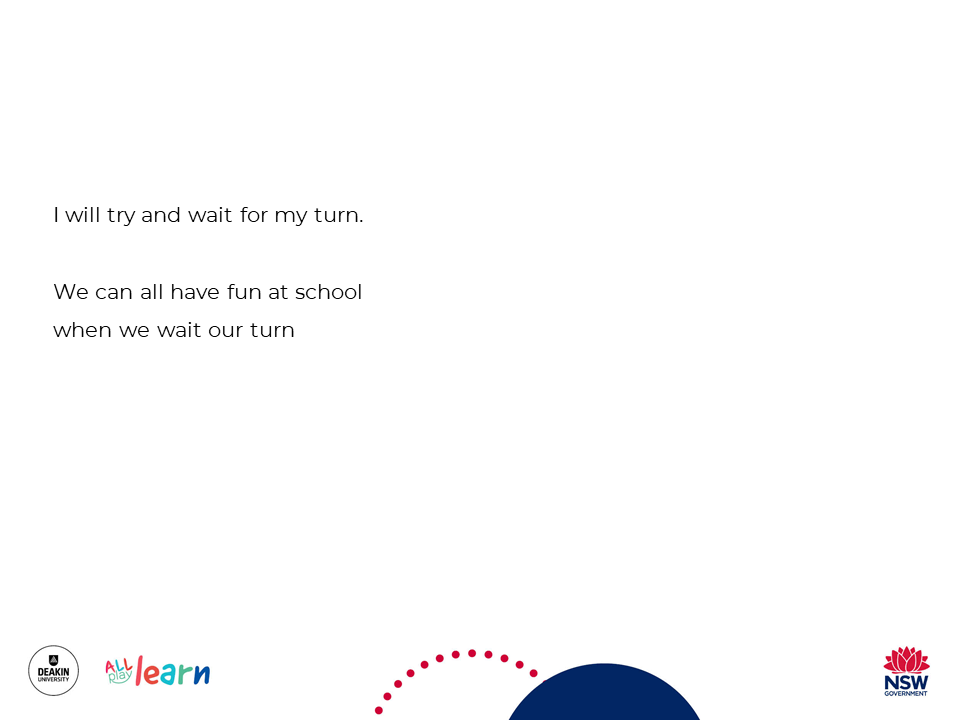 I will try and wait for my turn.
We can all have fun at school
when we wait our turn
DEAKIN
UNIVERSITY
ALL
play
learn
NSW
GOVERNMENT